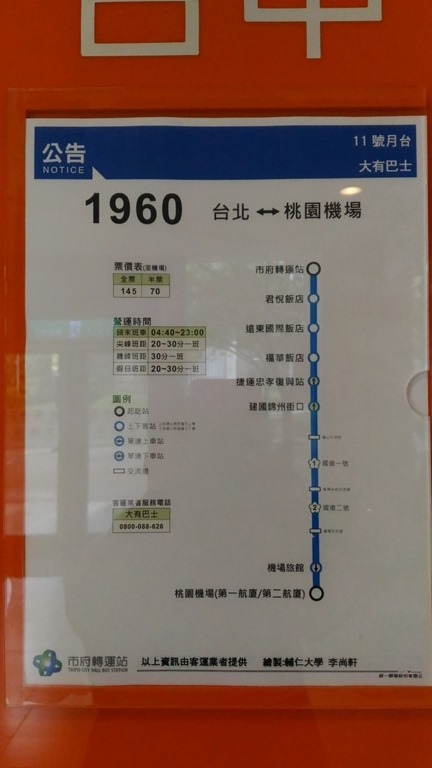 台中
公告
NOTICE
11 號月台
大有巴士
1960 台北 ↔ 桃園機場
票價表(至機場)
全票 半票
145 70
營運時間
頭末班車 04:40~23:00
尖峰班距 20~30分一班
離峰班距 30分一班
假日班距 20~30分一班
圖例
起訖站
上下客站
單邊上車站
單邊下車站
交流道
客運業者服務電話
大有巴士
0800-088-626
市府轉運站
君悅飯店
遠東國際飯店
福華飯店
捷運忠孝復興站
建國錦州街口
1 國道一號
2 國道二號
機場旅館
桃園機場(第一航廈/第二航廈)
市府轉運站
TAIPEI CITY HALL BUS STATION
以上資訊由客運業者提供 繪製:輔仁大學 李尚軒